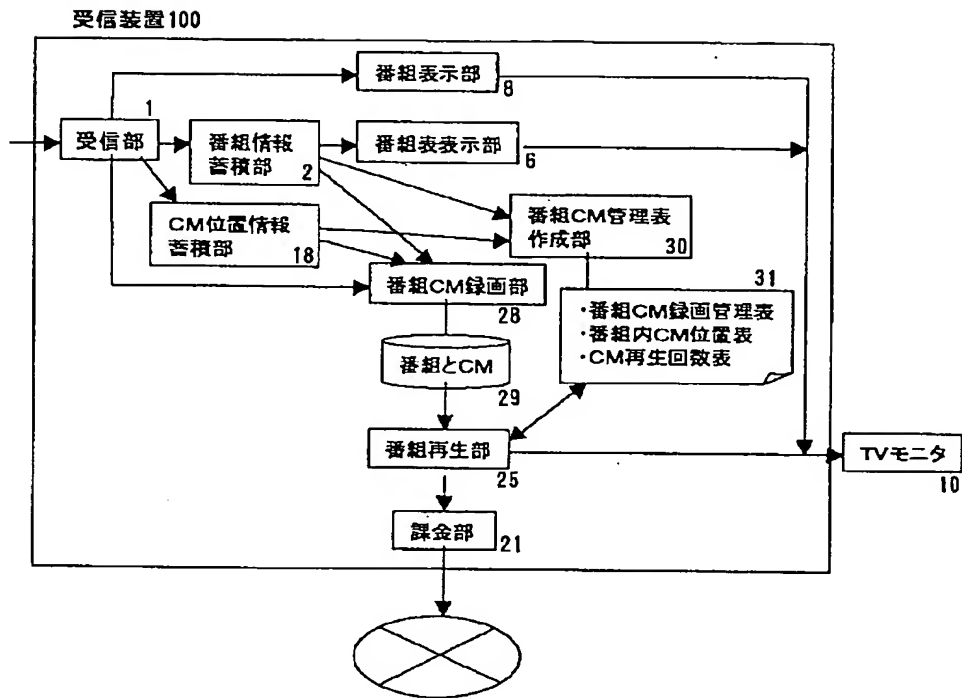 受信装置100
番組表示部
8
1
受信部
番組情報
蓄積部
2
番組表表示部
6
CM位置情報
蓄積部
18
番組CM管理表
作成部
30
番組CM録画部
28
31
・番組CM録画管理表
・番組内CM位置表
・CM再生回数表
番組とCM
29
番組再生部
25
TVモニタ
10
課金部
21